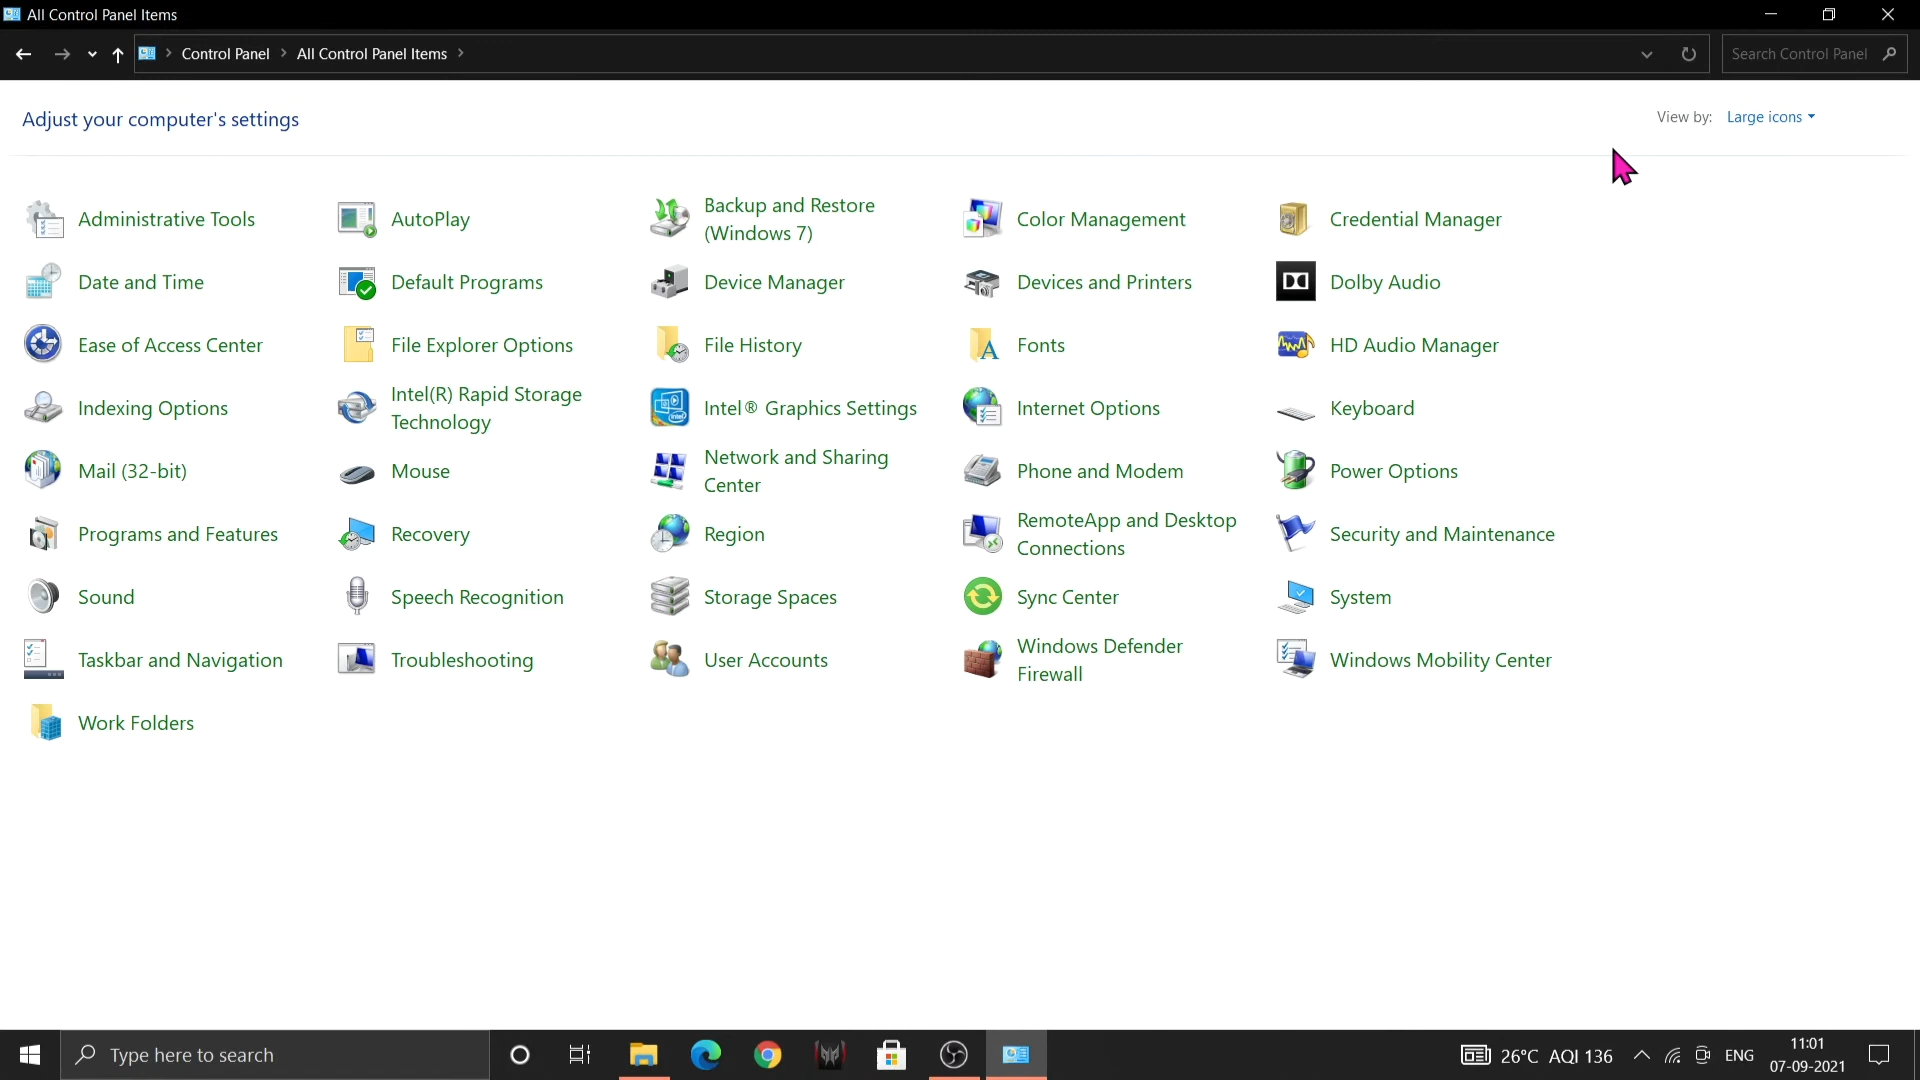 All Control Panel Items
Control Panel > All Control Panel Items >
Search Control Panel
Adjust your computer's settings
View by: Large icons
Administrative Tools
AutoPlay
Backup and Restore
(Windows 7)
Color Management
Credential Manager
Date and Time
Default Programs
Device Manager
Devices and Printers
Dolby Audio
Ease of Access Center
File Explorer Options
File History
Fonts
HD Audio Manager
Indexing Options
Intel(R) Rapid Storage
Technology
Intel® Graphics Settings
Internet Options
Keyboard
Mail (32-bit)
Mouse
Network and Sharing
Center
Phone and Modem
Power Options
Programs and Features
Recovery
Region
RemoteApp and Desktop
Connections
Security and Maintenance
Sound
Speech Recognition
Storage Spaces
Sync Center
System
Taskbar and Navigation
Troubleshooting
User Accounts
Windows Defender
Firewall
Windows Mobility Center
Work Folders
Type here to search
26°C AQI 136
ENG
11:01
07-09-2021